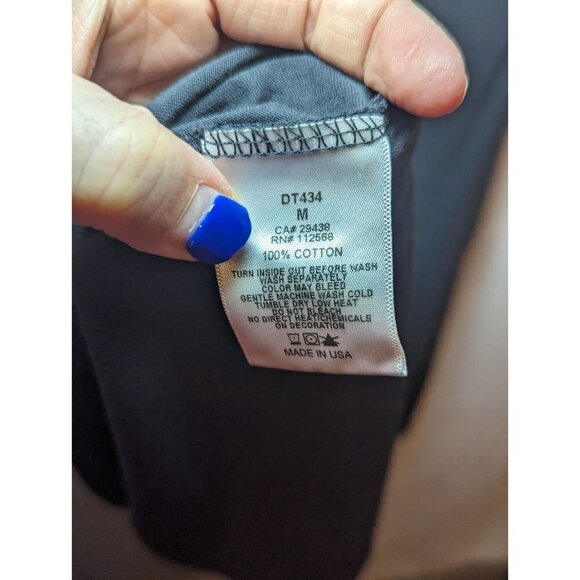 DT434
M
CA# 29438
RN# 112568
100% COTTON
TURN INSIDE OUT BEFORE WASH
WASH SEPARATELY
COLOR MAY BLEED
GENTLE MACHINE WASH COLD
TUMBLE DRY LOW HEAT
DO NOT BLEACH
NO DIRECT HEAT/CHEMICALS
ON DECORATION
MADE IN USA